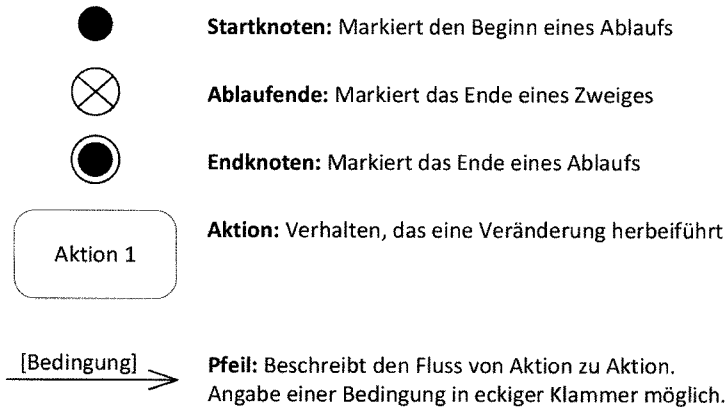 Startknoten: Markiert den Beginn eines Ablaufs
Ablaufende: Markiert das Ende eines Zweiges
Endknoten: Markiert das Ende eines Ablaufs
Aktion 1
Aktion: Verhalten, das eine Veränderung herbeiführt
[Bedingung]
Pfeil: Beschreibt den Fluss von Aktion zu Aktion.
Angabe einer Bedingung in eckiger Klammer möglich.